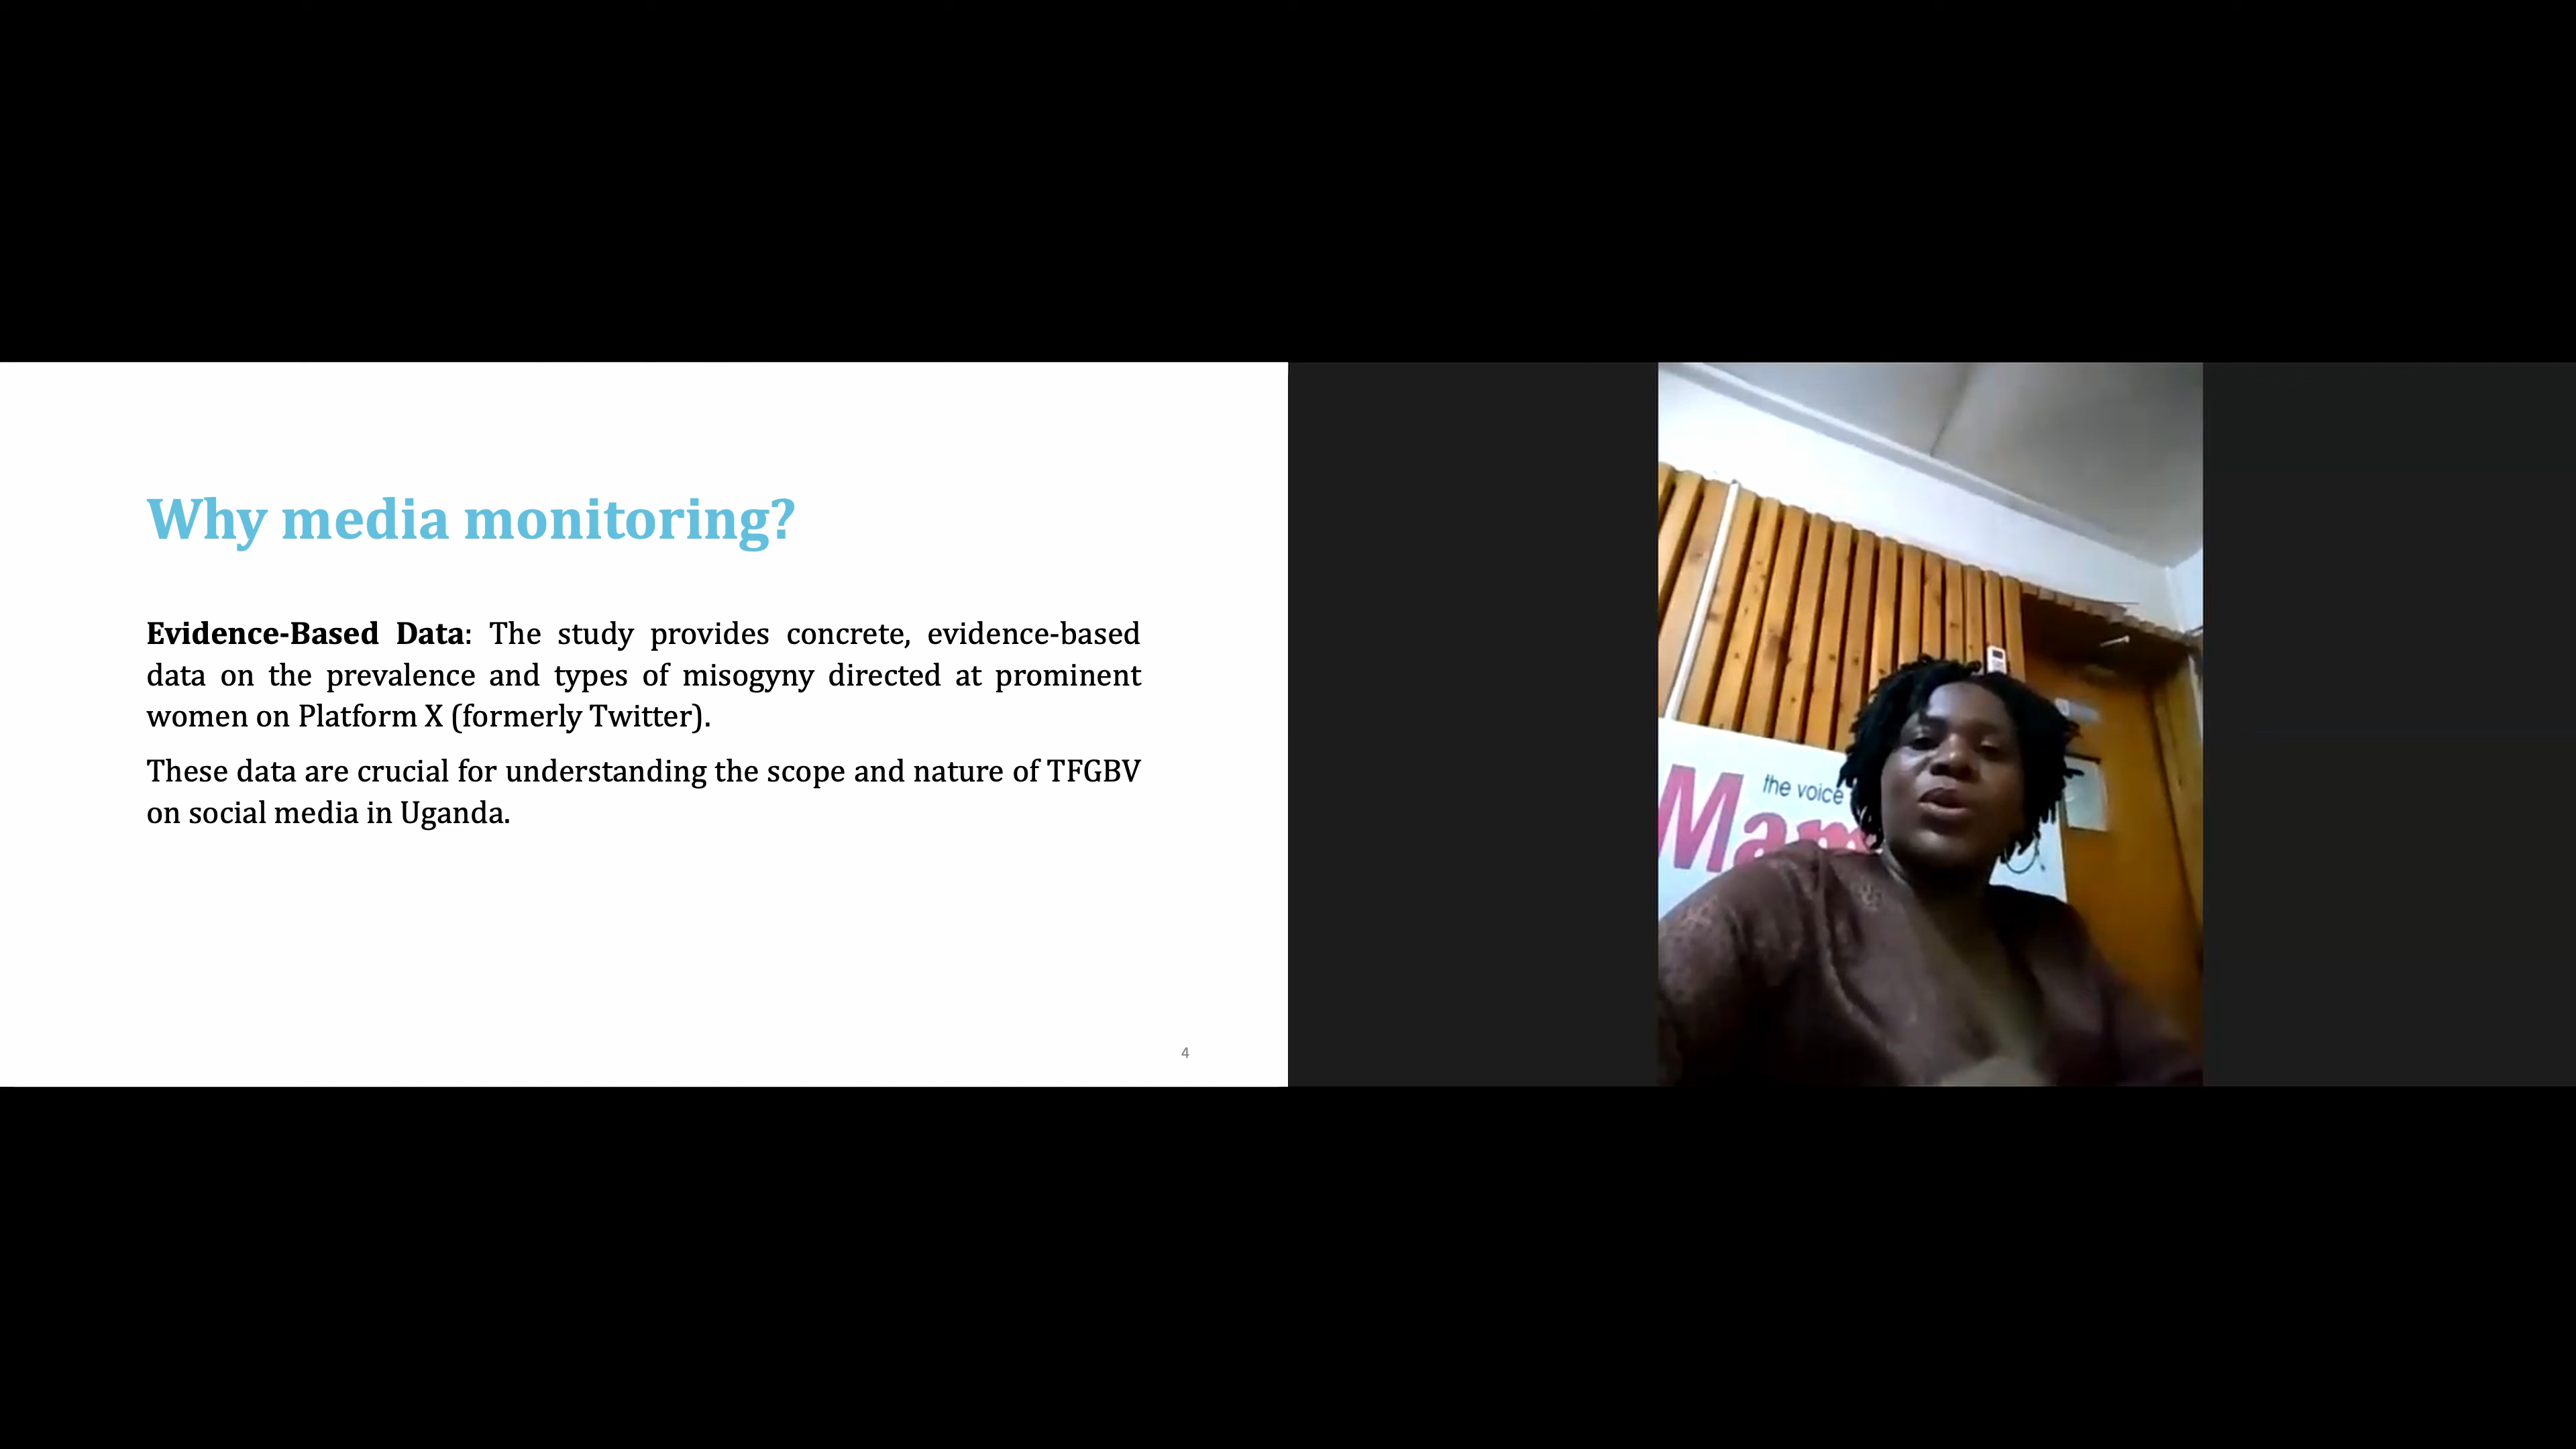 Why media monitoring?
Evidence-Based Data: The study provides concrete, evidence-based
data on the prevalence and types of misogyny directed at prominent
women on Platform X (formerly Twitter).
These data are crucial for understanding the scope and nature of TFGBV
on social media in Uganda.
4
the voice
Mam